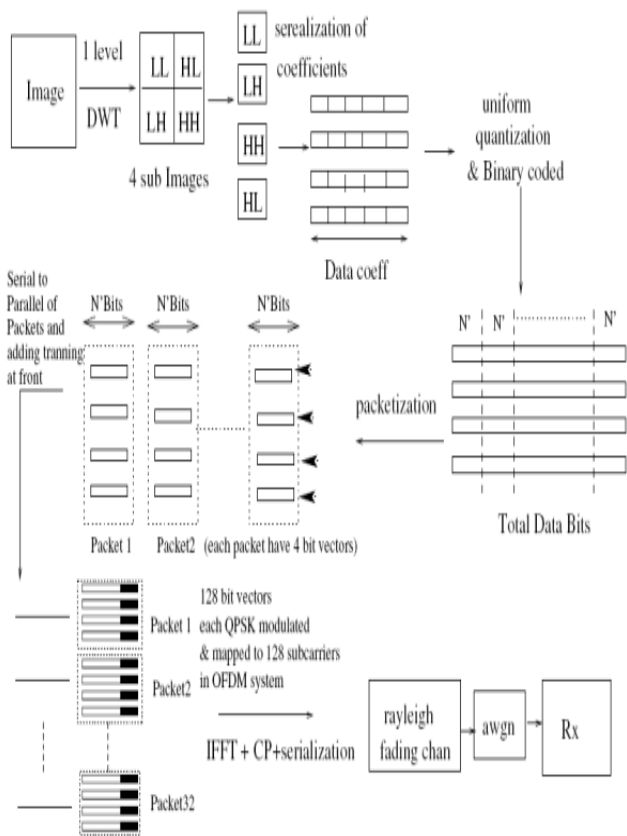 Image
1 level
DWT
LL HL
LH HH
4 sub Images
LL
LH
HH
HL
serealization of
coefficients
Data coeff
uniform
quantization
& Binary coded
Serial to
Parallel of
Packets and
adding tranning
at front
N'Bits N'Bits N'Bits
Packet 1 Packet2 (each packet have 4 bit vectors)
packetization
N' N' N'
Total Data Bits
Packet 1
Packet2
Packet32
128 bit vectors
each QPSK modulated
& mapped to 128 subcarriers
in OFDM system
IFFT + CP+serialization
rayleigh
fading chan
awgn
Rx